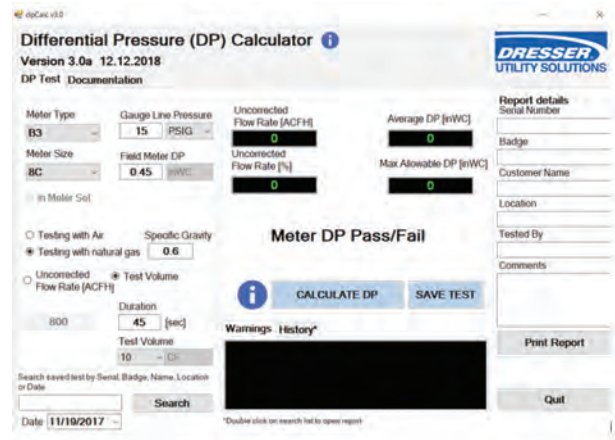 dpCalc v3.0
Differential Pressure (DP) Calculator i
Version 3.0a 12.12.2018
DRESSER
UTILITY SOLUTIONS
DP Test Documentation
Meter Type
B3
Meter Size
8C
in Meter Set
Gauge Line Pressure
15 PSIG
Field Meter DP
0.45 inWC
Testing with Air
Testing with natural gas
Specific Gravity
0.6
Uncorrected
Flow Rate [ACFH]
Test Volume
800
Duration
45 [sec]
Test Volume
10 CF
Search saved test by Serial, Badge, Name, Location
or Date
Search
Date 11/19/2017
Uncorrected
Flow Rate [ACFH]
0
Uncorrected
Flow Rate [%]
0
Average DP [inWC]
0
Max Allowable DP [inWC]
0
Meter DP Pass/Fail
i
CALCULATE DP
SAVE TEST
Warnings History*
*Double click on search list to open report
Report details
Serial Number
Badge
Customer Name
Location
Tested By
Comments
Print Report
Quit